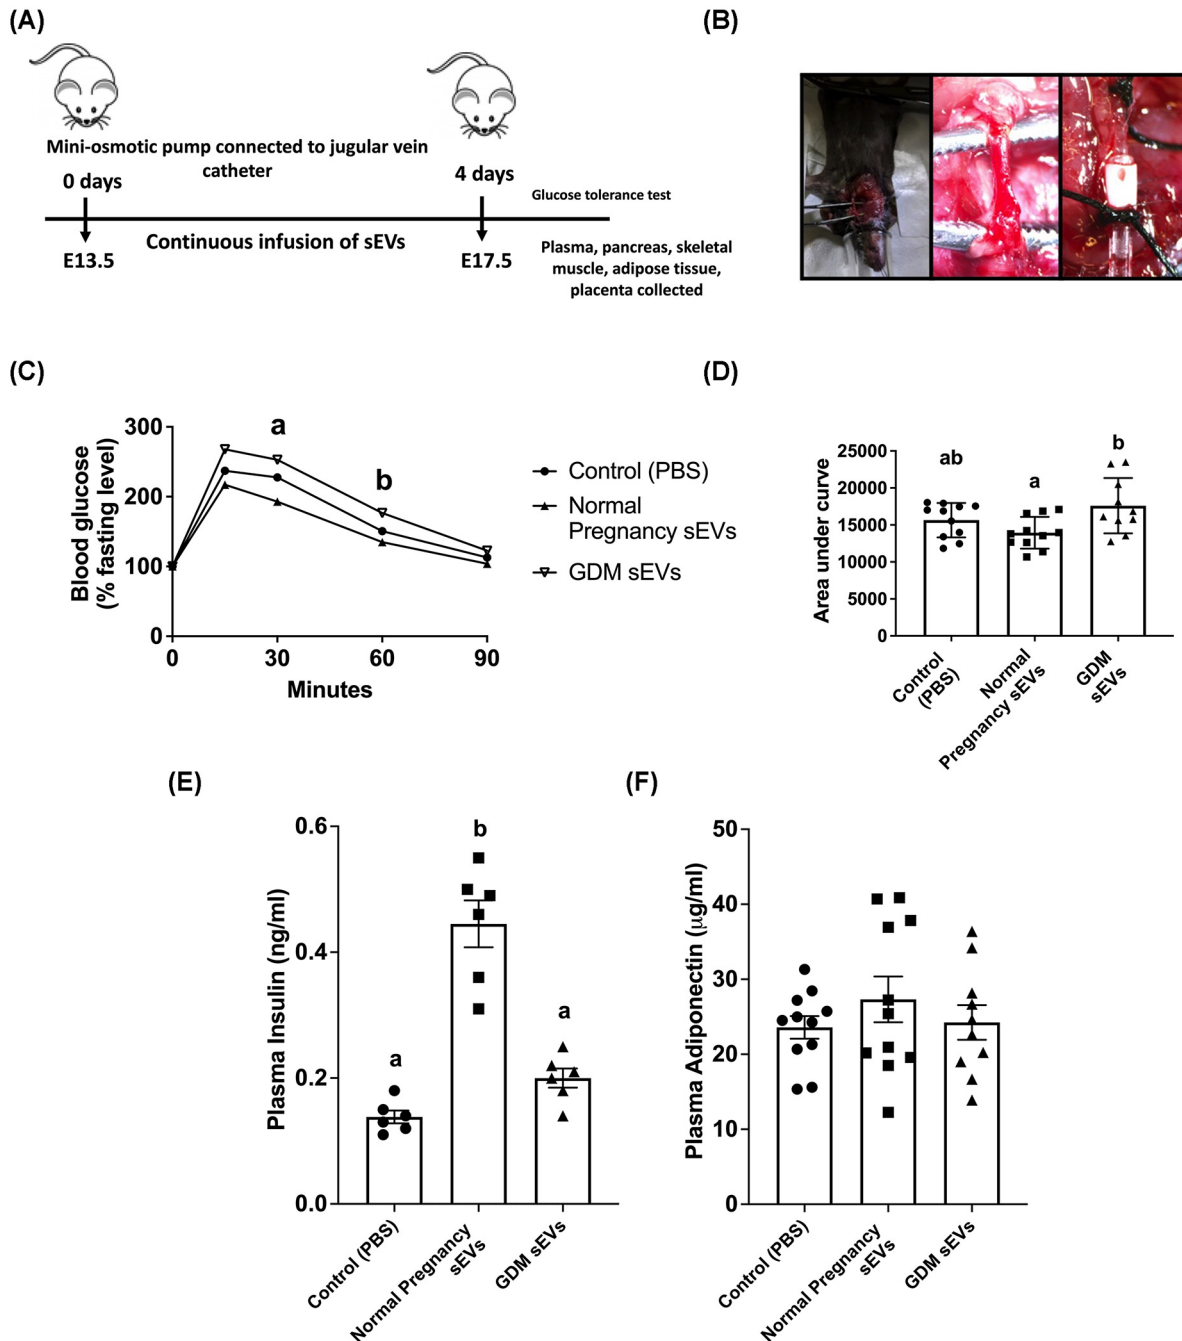 (A)
Mini-osmotic pump connected to jugular vein
catheter
0 days
4 days
Glucose tolerance test
Continuous infusion of sEVs
E13.5
E17.5
Plasma, pancreas, skeletal
muscle, adipose tissue,
placenta collected
(B)
(C)
Blood glucose
(% fasting level)
300
200
100
0
a
b
0
30
60
90
Minutes
Control (PBS)
Normal
Pregnancy sEVs
GDM sEVs
(D)
Area under curve
25000
20000
15000
10000
5000
0
ab
a
b
Control
(PBS)
Normal
Pregnancy sEVs
GDM
sEVs
(E)
Plasma Insulin (ng/ml)
0.6
0.4
0.2
0.0
a
b
a
Control (PBS)
Normal Pregnancy
sEVs
GDM sEVs
(F)
Plasma Adiponectin (μg/ml)
50
40
30
20
10
0
Control (PBS)
Normal Pregnancy
sEVs
GDM sEVs